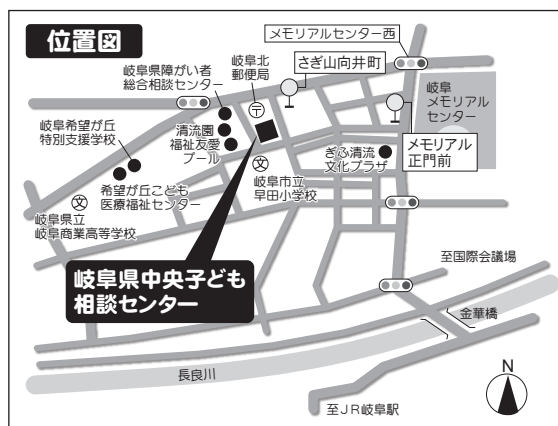 位置図
メモリアルセンター西
岐阜県障がい者
総合相談センター
岐阜北
郵便局
さぎ山向井町
岐阜
メモリアル
センター
岐阜希望が丘
特別支援学校
清流園
福祉友愛
プール
メモリアル
正門前
ぎふ清流
文化プラザ
文
希望が丘こども
医療福祉センター
岐阜市立
早田小学校
文
岐阜県立
岐阜商業高等学校
岐阜県中央子ども
相談センター
至国際会議場
金華橋
長良川
N
至JR岐阜駅